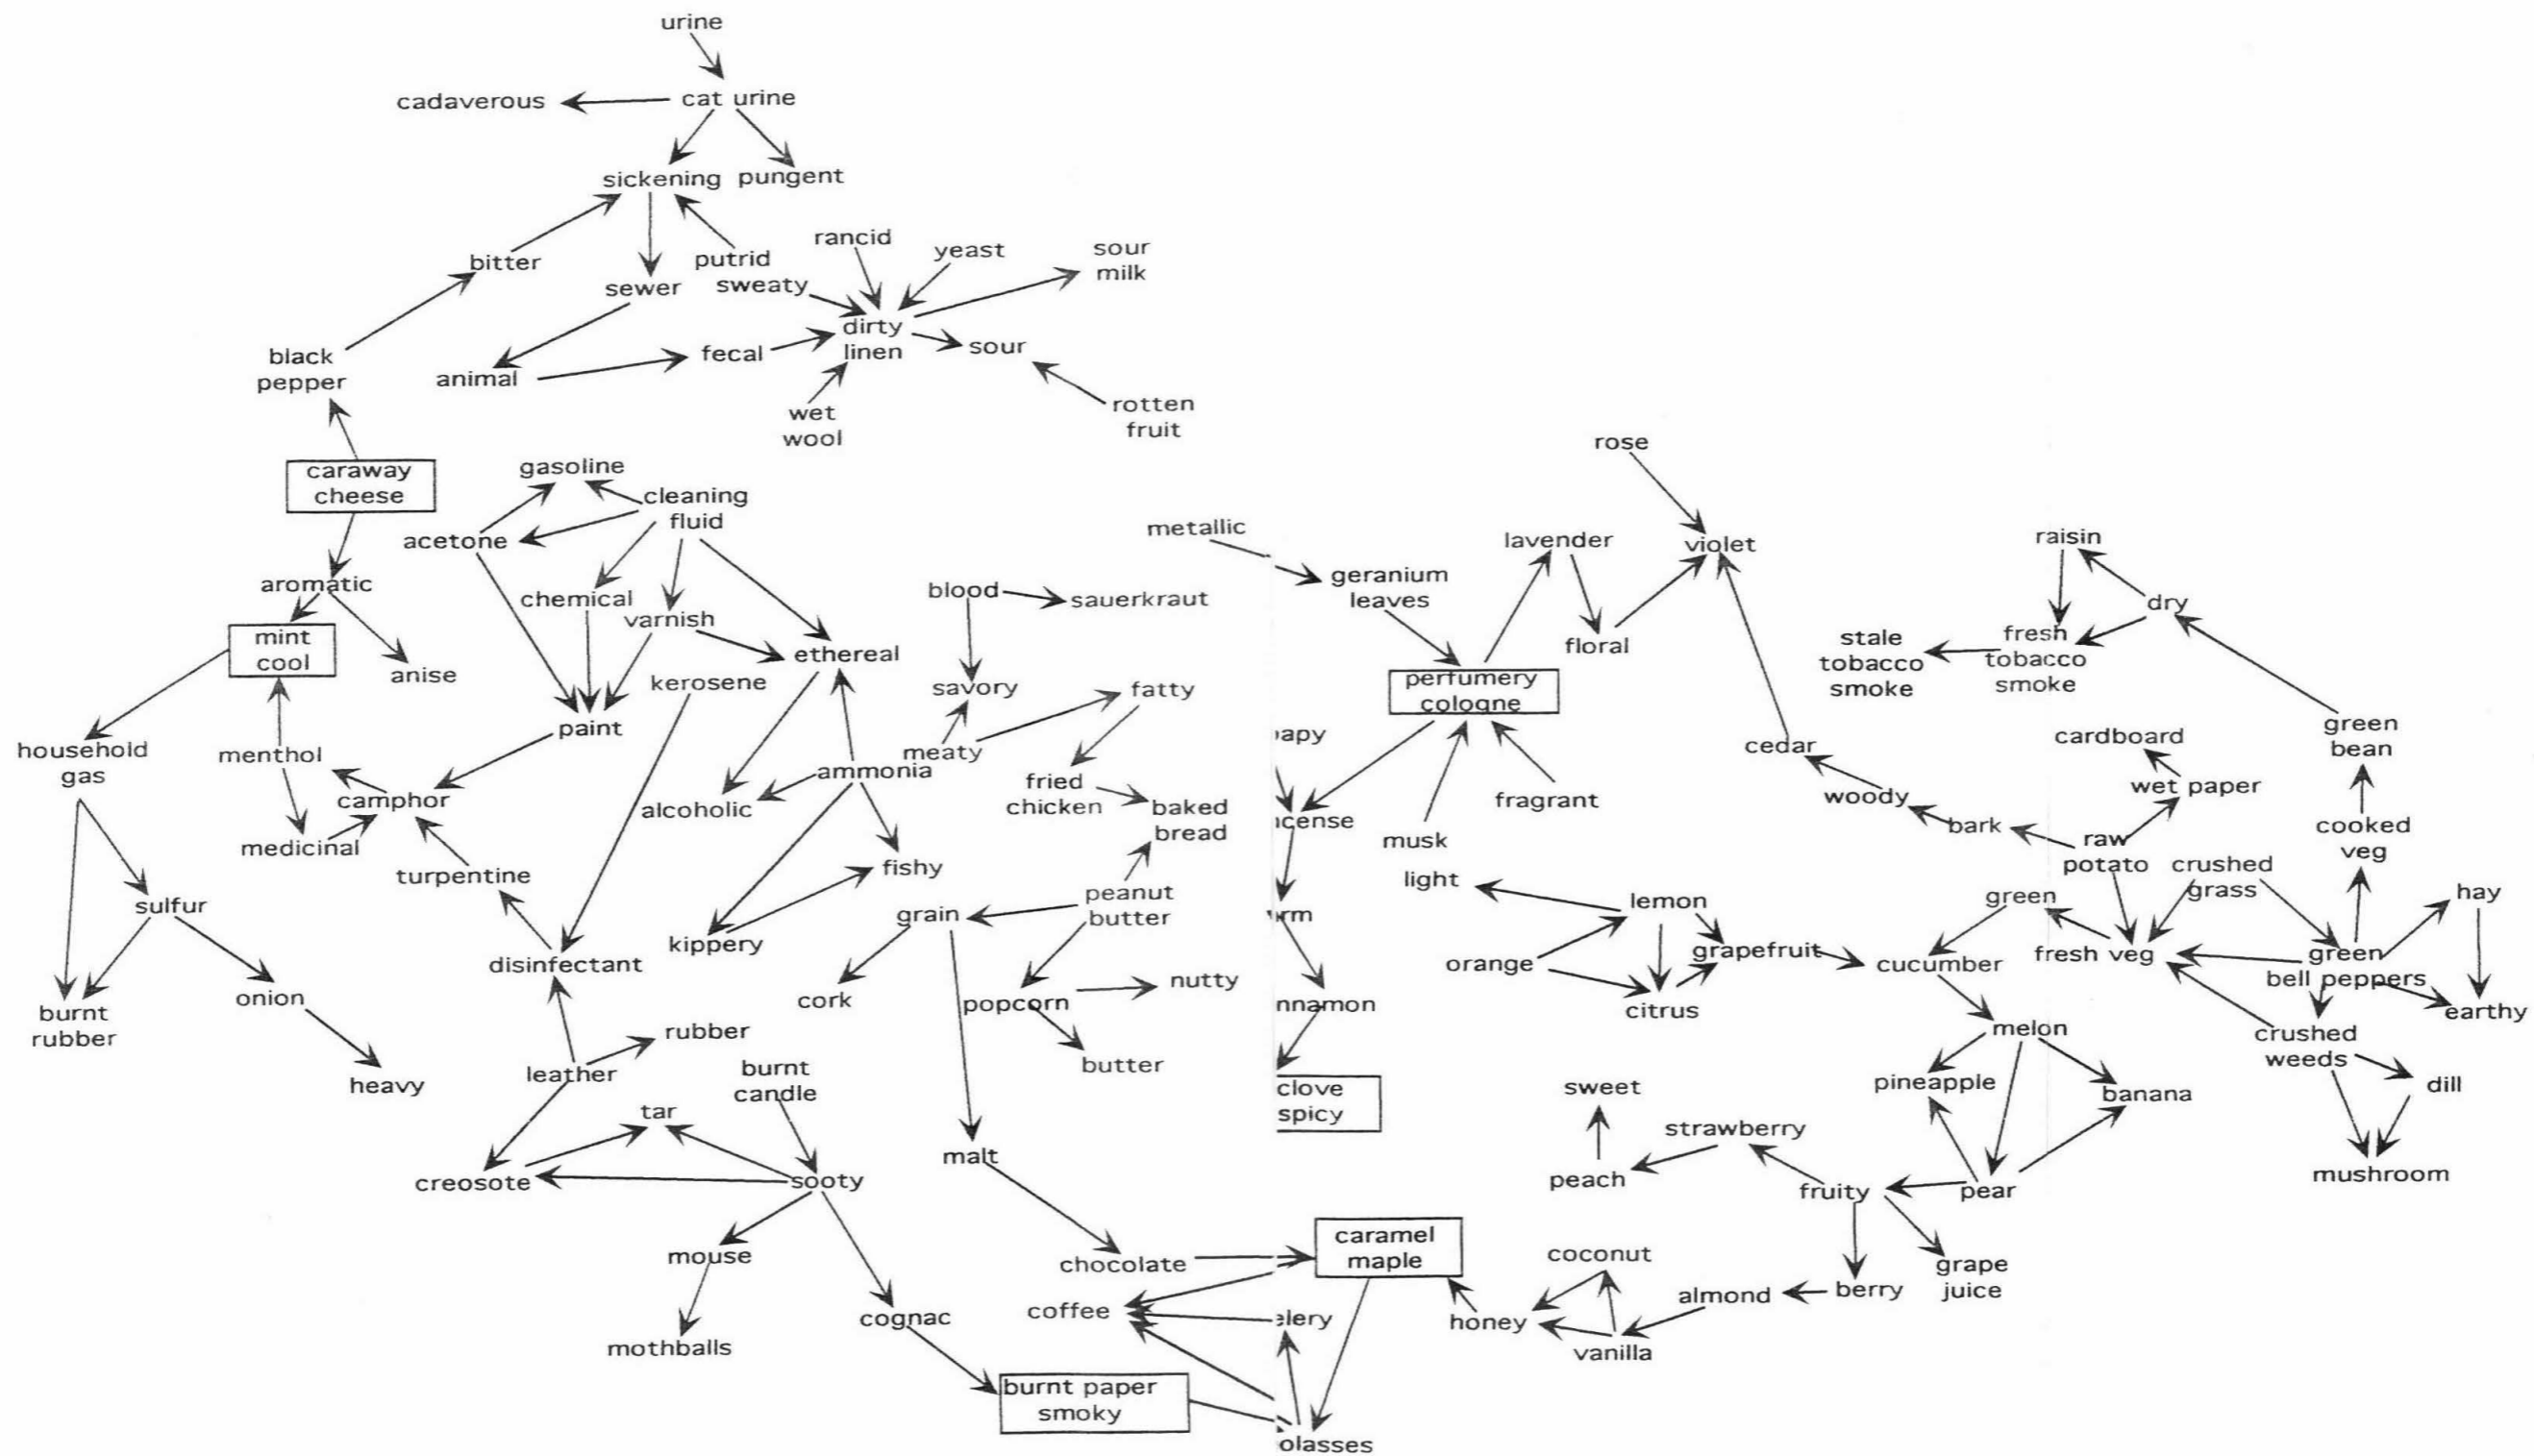 urine
cadaverous
cat urine
sickening
pungent
bitter
putrid
sewer
sweaty
rancid
yeast
sour
milk
black
pepper
animal
fecal
dirty
linen
sour
wet
wool
rotten
fruit
caraway
cheese
gasoline
cleaning
fluid
acetone
aromatic
chemical
varnish
mint
cool
anise
ethereal
kerosene
paint
household
gas
menthol
camphor
medicinal
alcoholic
ammonia
turpentine
fishy
sulfur
kippery
disinfectant
onion
burnt
rubber
heavy
leather
rubber
burnt
candle
tar
creosote
sooty
mouse
mothballs
cognac
burnt paper
smoky
metallic
blood
sauerkraut
savory
fatty
meaty
fried
chicken
baked
bread
peanut
butter
grain
cork
popcorn
nutty
butter
malt
chocolate
coffee
rose
lavender
violet
geranium
leaves
floral
perfumery
cologne
apy
cense
musk
fragrant
rm
nnamon
clove
spicy
light
lemon
orange
grapefruit
citrus
cedar
woody
bark
raisin
dry
fresh
tobacco
smoke
stale
tobacco
smoke
cardboard
wet paper
green
bean
cooked
veg
raw
potato
crushed
grass
green
hay
cucumber
fresh veg
green
bell peppers
earthy
melon
crushed
weeds
pineapple
banana
dill
mushroom
sweet
strawberry
peach
fruity
pear
grape
juice
berry
almond
coconut
vanilla
honey
caramel
maple
elery
olasses